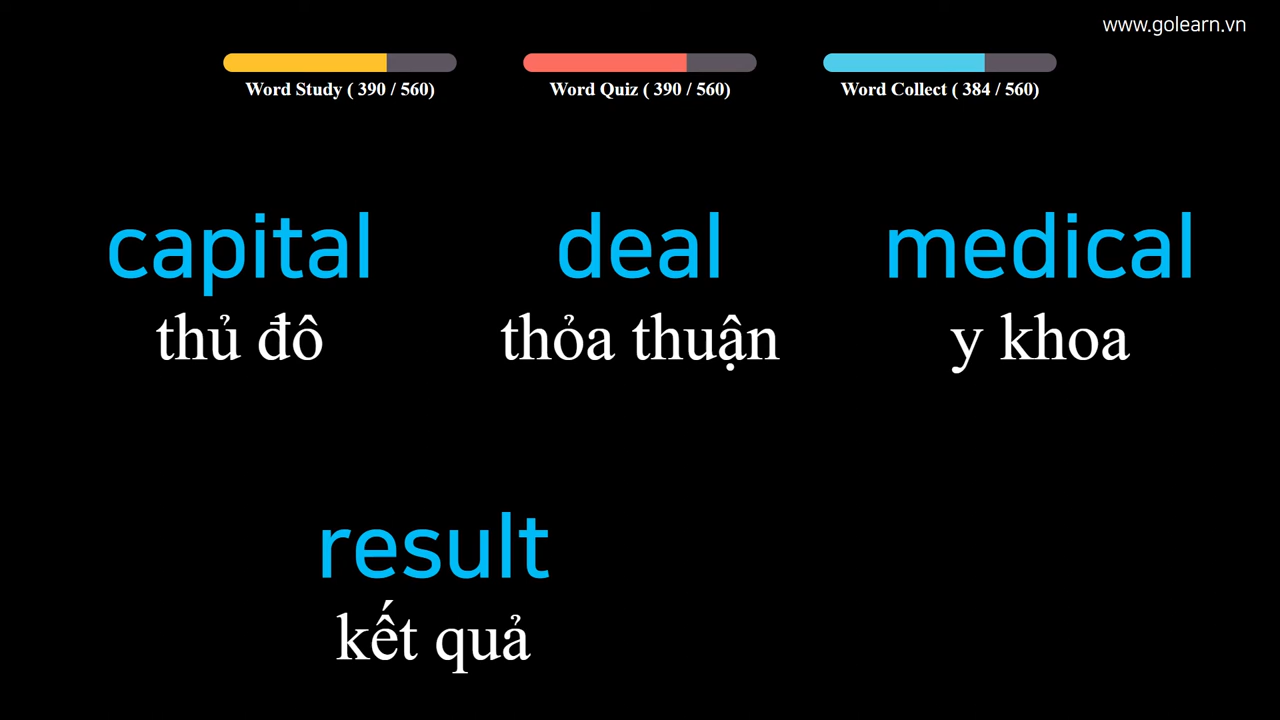 www.golearn.vn
Word Study ( 390 / 560)
Word Quiz ( 390 / 560)
Word Collect ( 384 / 560)
capital
deal
medical
thủ đô
thỏa thuận
y khoa
result
kết quả